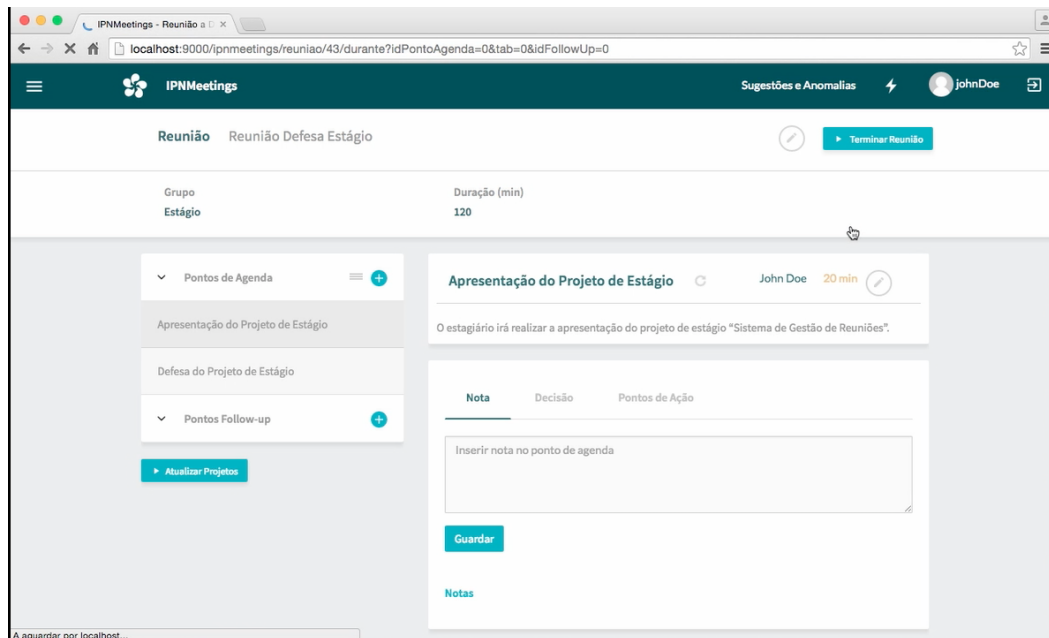 IPNMeetings - Reunião a
localhost:9000/ipnmeetings/reuniao/43/durante?idPontoAgenda=0&tab=0&idFollowUp=0
IPNMeetings
Sugestões e Anomalias
johnDoe
Reunião Reunião Defesa Estágio
Terminar Reunião
Grupo
Estágio
Duração (min)
120
Pontos de Agenda
Apresentação do Projeto de Estágio
Defesa do Projeto de Estágio
Pontos Follow-up
Atualizar Projetos
Apresentação do Projeto de Estágio
John Doe 20 min
O estagiário irá realizar a apresentação do projeto de estágio “Sistema de Gestão de Reuniões”.
Nota Decisão Pontos de Ação
Inserir nota no ponto de agenda
Guardar
Notas
A aguardar por localhost...